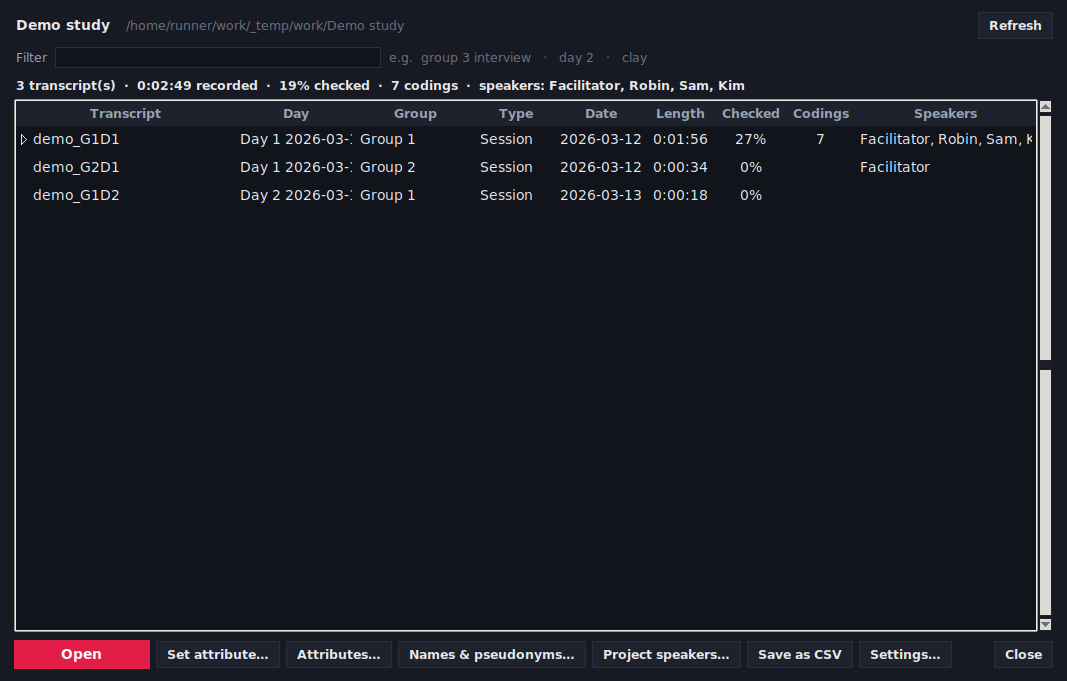 Demo study /home/runner/work/_temp/work/Demo study Refresh
Filter e.g. group 3 interview · day 2 · clay
3 transcript(s) · 0:02:49 recorded · 19% checked · 7 codings · speakers: Facilitator, Robin, Sam, Kim
Transcript Day Group Type Date Length Checked Codings Speakers
demo_G1D1 Day 1 2026-03- Group 1 Session 2026-03-12 0:01:56 27% 7 Facilitator, Robin, Sam, K
demo_G2D1 Day 1 2026-03- Group 2 Session 2026-03-12 0:00:34 0% Facilitator
demo_G1D2 Day 2 2026-03- Group 1 Session 2026-03-13 0:00:18 0%
Open Set attribute... Attributes... Names & pseudonyms... Project speakers... Save as CSV Settings... Close